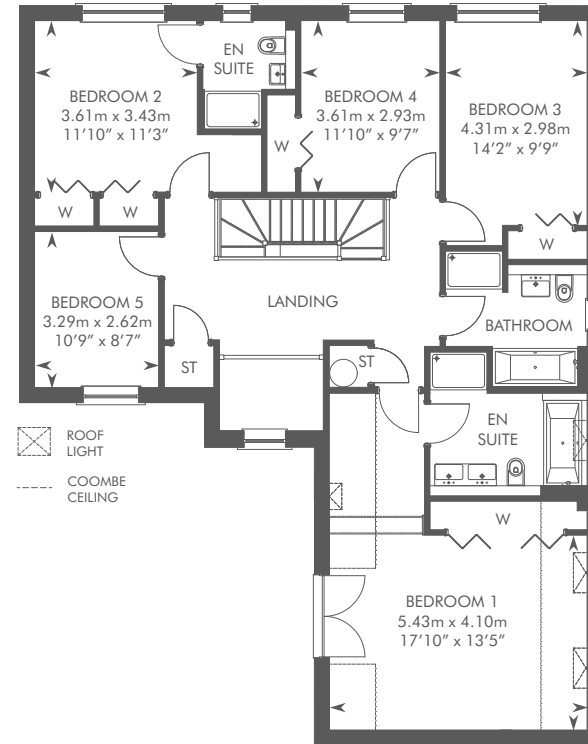 EN
SUITE
BEDROOM 2
3.61m x 3.43m
11'10" x 11'3"
BEDROOM 4
3.61m x 2.93m
11'10" x 9'7"
BEDROOM 3
4.31m x 2.98m
14'2" x 9'9"
W
W
W
W
BEDROOM 5
3.29m x 2.62m
10'9" x 8'7"
LANDING
BATHROOM
ST
ST
EN
SUITE
ROOF
LIGHT
COOMBE
CEILING
W
BEDROOM 1
5.43m x 4.10m
17'10" x 13'5"